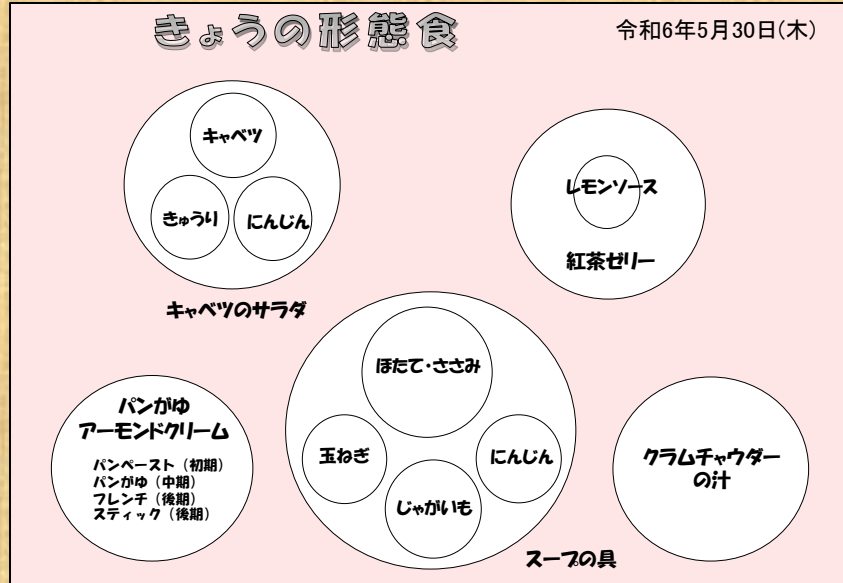 きょうの形態食
令和6年5月30日(木)
キャベツ
きゅうり
にんじん
キャベツのサラダ
レモンソース
紅茶ゼリー
パンがゆ
アーモンドクリーム
パンペースト（初期）
パンがゆ（中期）
フレンチ（後期）
スティック（後期）
ほたて・ささみ
玉ねぎ
にんじん
じゃがいも
スープの具
クラムチャウダー
の汁